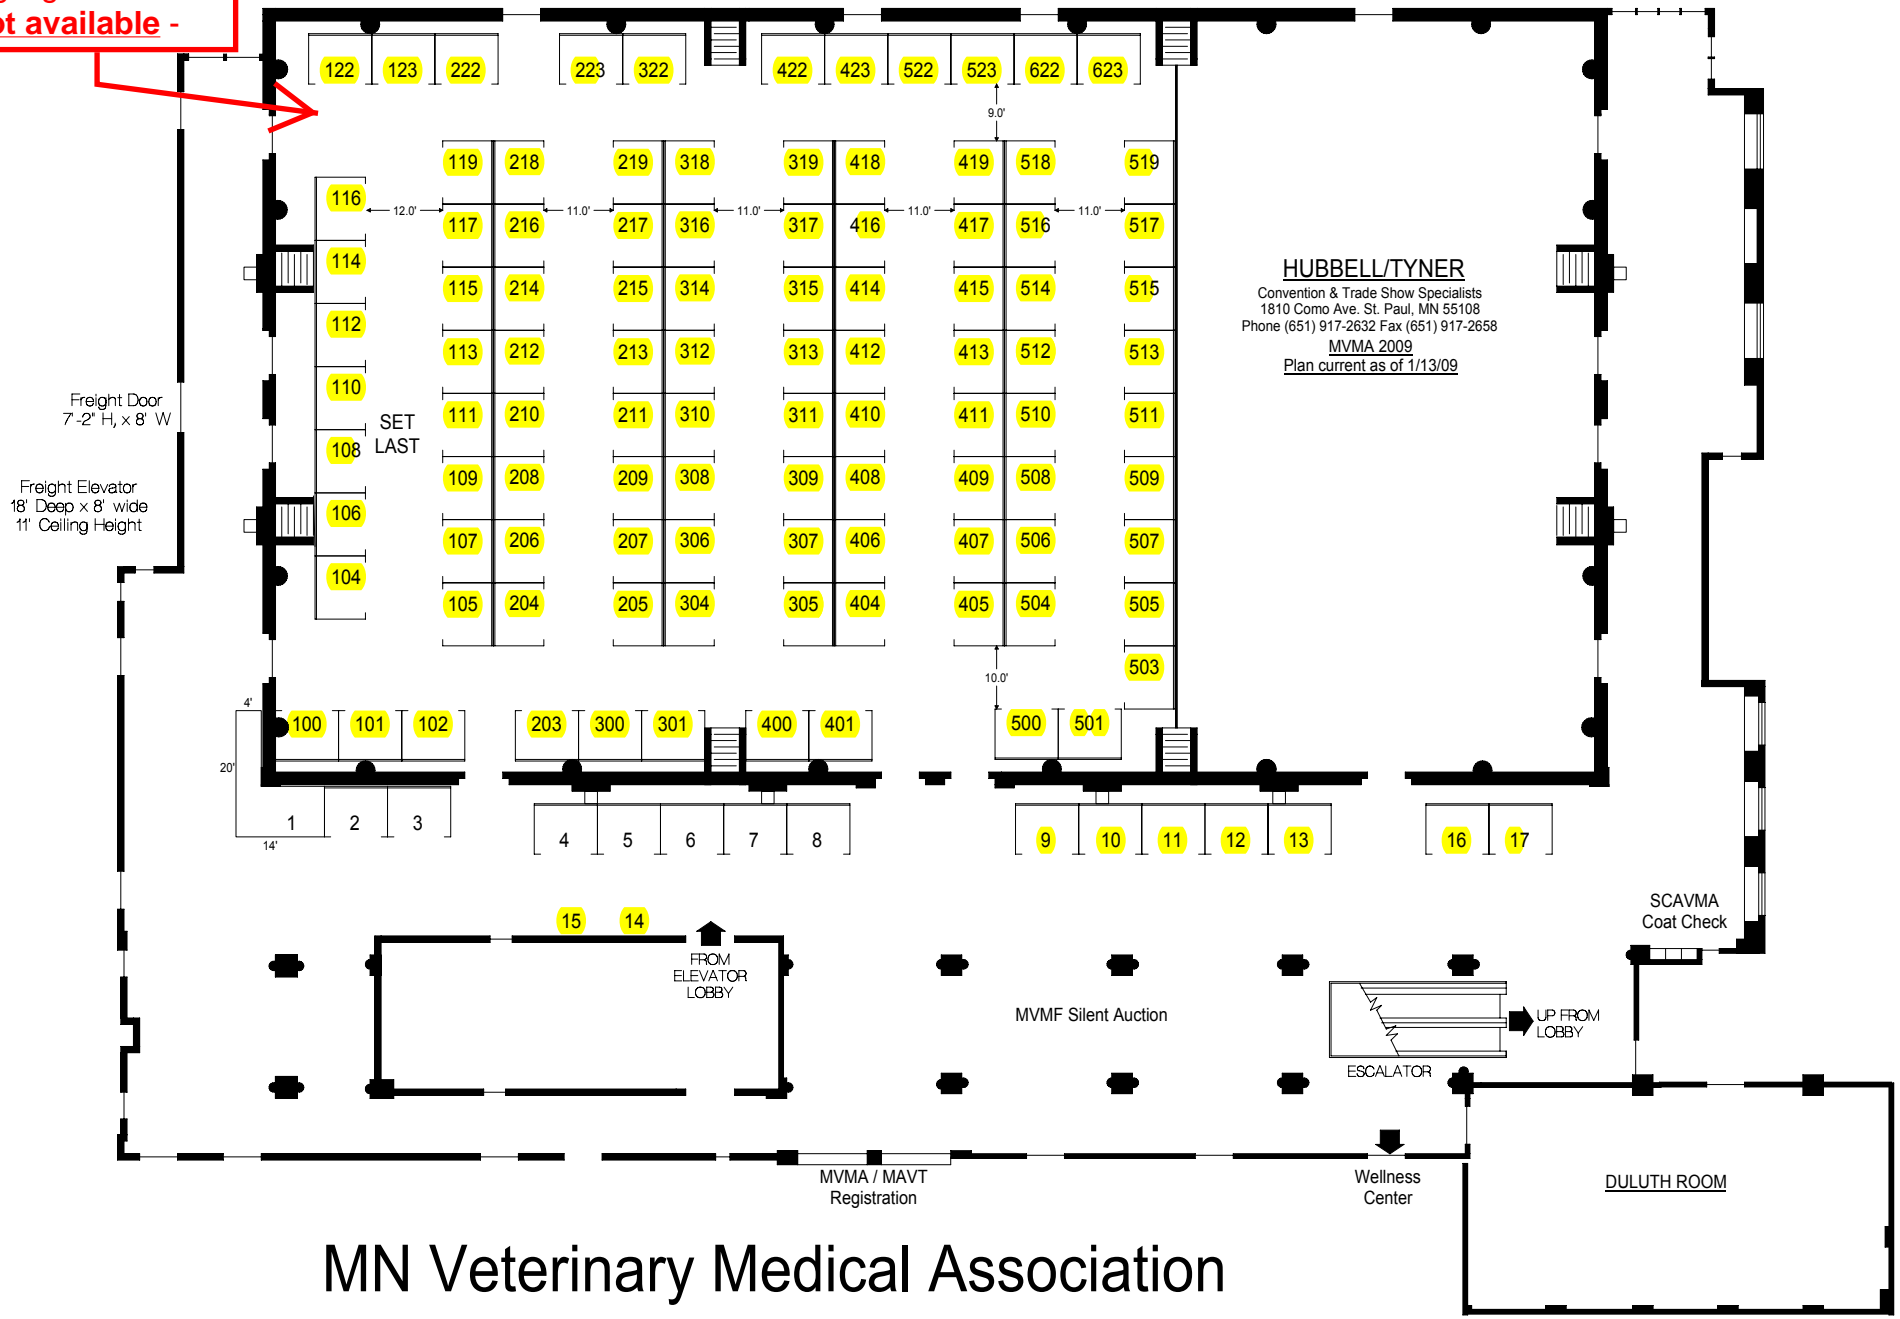 not available -
122 123 222 223 322 422 423 522 523 622 623
9.0'
119 218 219 318 319 418 419 518 519
116
12.0' 11.0' 11.0' 11.0' 11.0'
117 216 217 316 317 416 417 516 517
114
115 214 215 314 315 414 415 514 515
112
113 212 213 312 313 412 413 512 513
110
111 210 211 310 311 410 411 510 511
SET
LAST
108
109 208 209 308 309 408 409 508 509
106
107 206 207 306 307 406 407 506 507
104
105 204 205 304 305 404 405 504 505
503
10.0'
HUBBELL/TYNER
Convention & Trade Show Specialists
1810 Como Ave. St. Paul, MN 55108
Phone (651) 917-2632 Fax (651) 917-2658
MVMA 2009
Plan current as of 1/13/09
Freight Door
7'-2" H, x 8' W
Freight Elevator
18' Deep x 8' wide
11' Ceiling Height
4'
100 101 102 203 300 301 400 401 500 501
20'
1 2 3 4 5 6 7 8 9 10 11 12 13 16 17
14'
15 14
SCAVMA
Coat Check
FROM
ELEVATOR
LOBBY
MVMF Silent Auction
UP FROM
LOBBY
ESCALATOR
MVMA / MAVT
Registration
Wellness
Center
DULUTH ROOM
MN Veterinary Medical Association